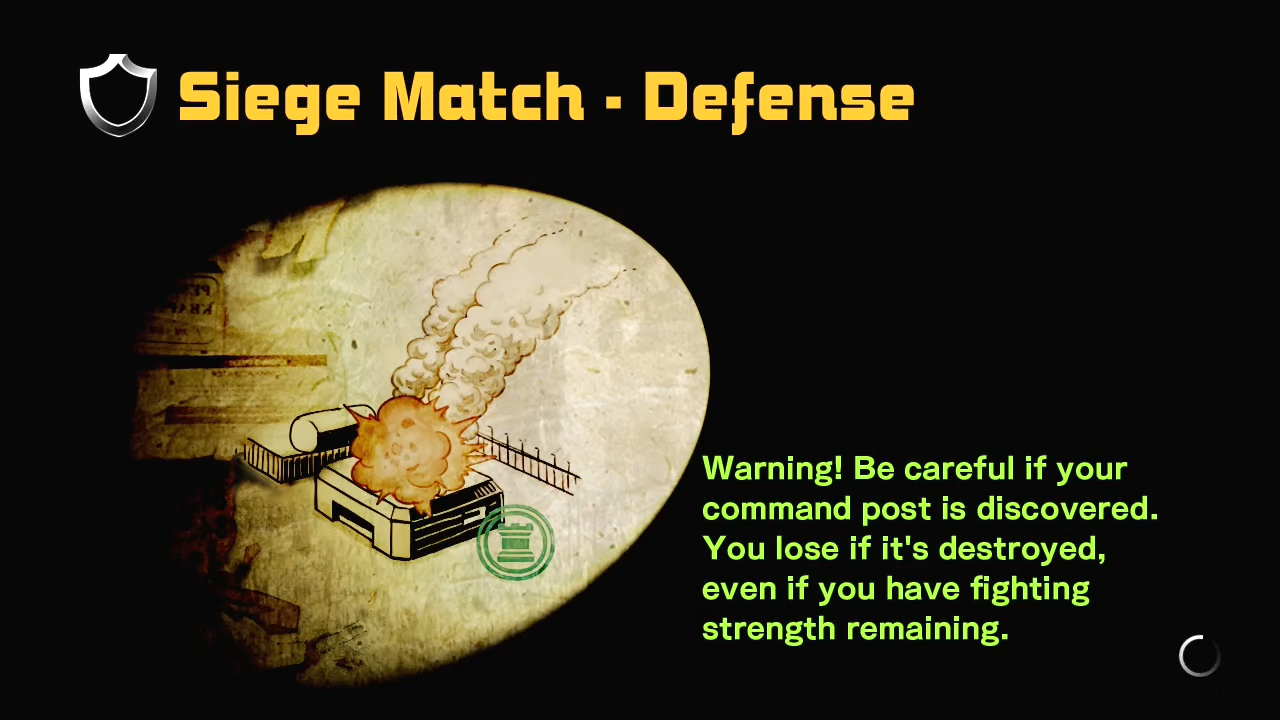 Siege Match - Defense
Warning! Be careful if your
command post is discovered.
You lose if it's destroyed,
even if you have fighting
strength remaining.